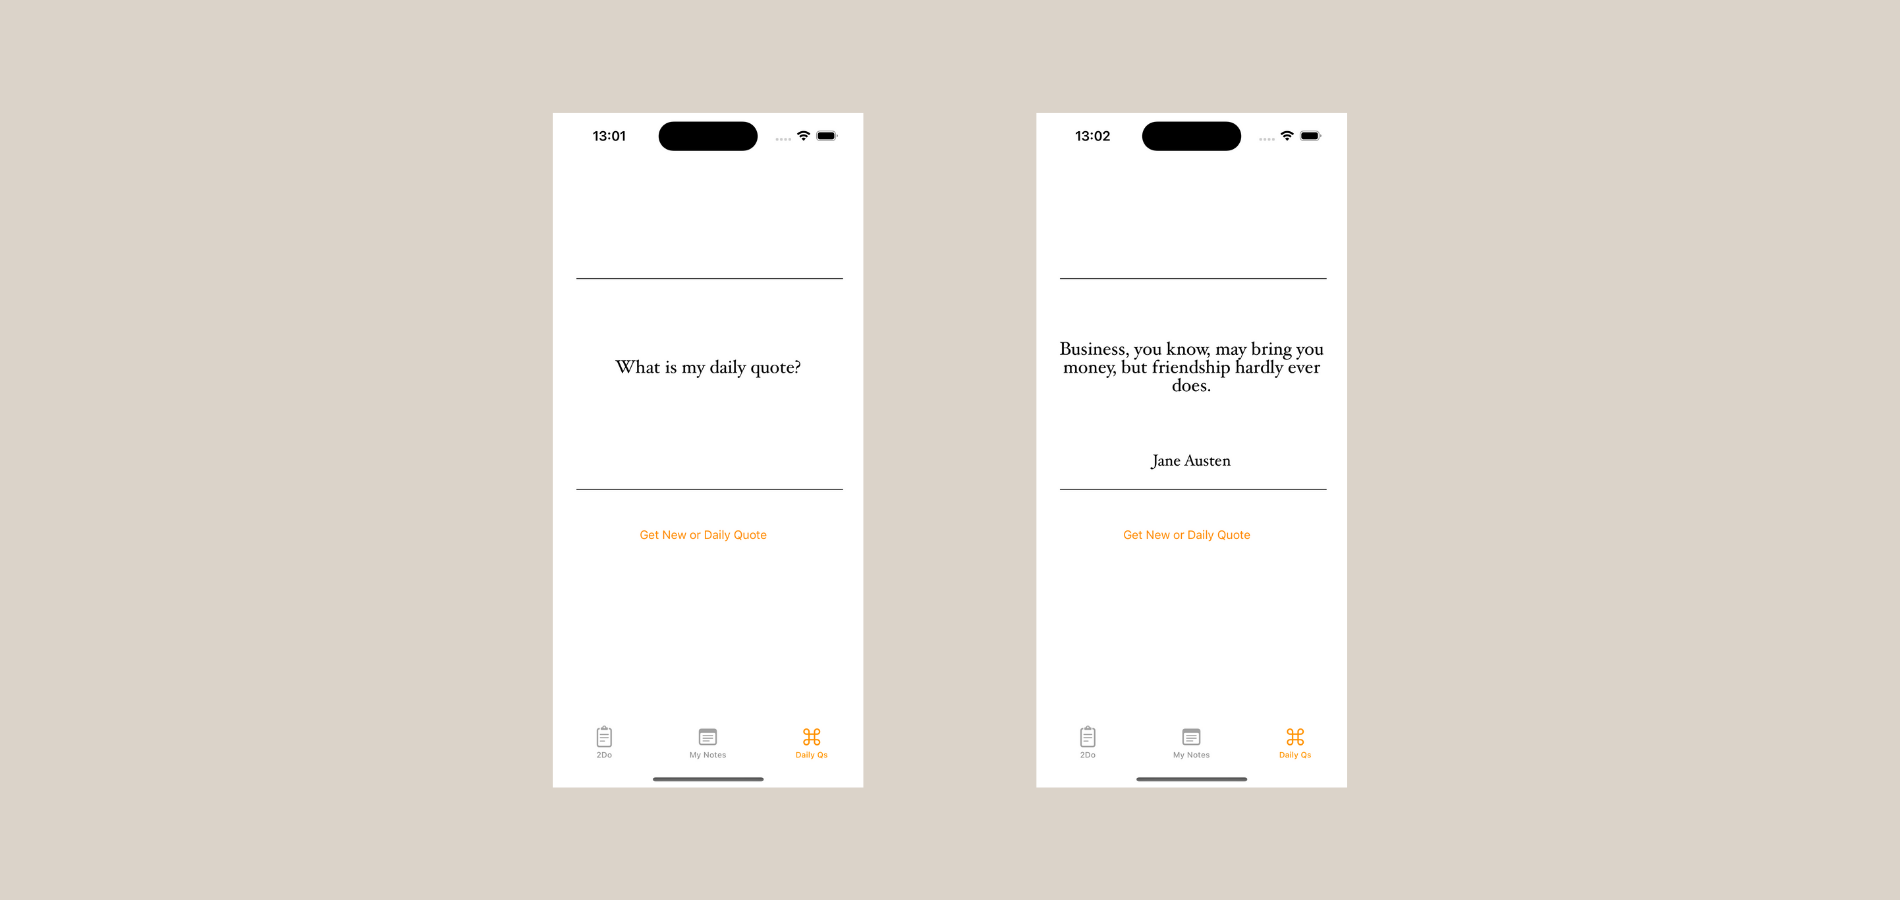 13:01
What is my daily quote?
Get New or Daily Quote
2Do
My Notes
Daily Qs
13:02
Business, you know, may bring you
money, but friendship hardly ever
does.
Jane Austen
Get New or Daily Quote
2Do
My Notes
Daily Qs